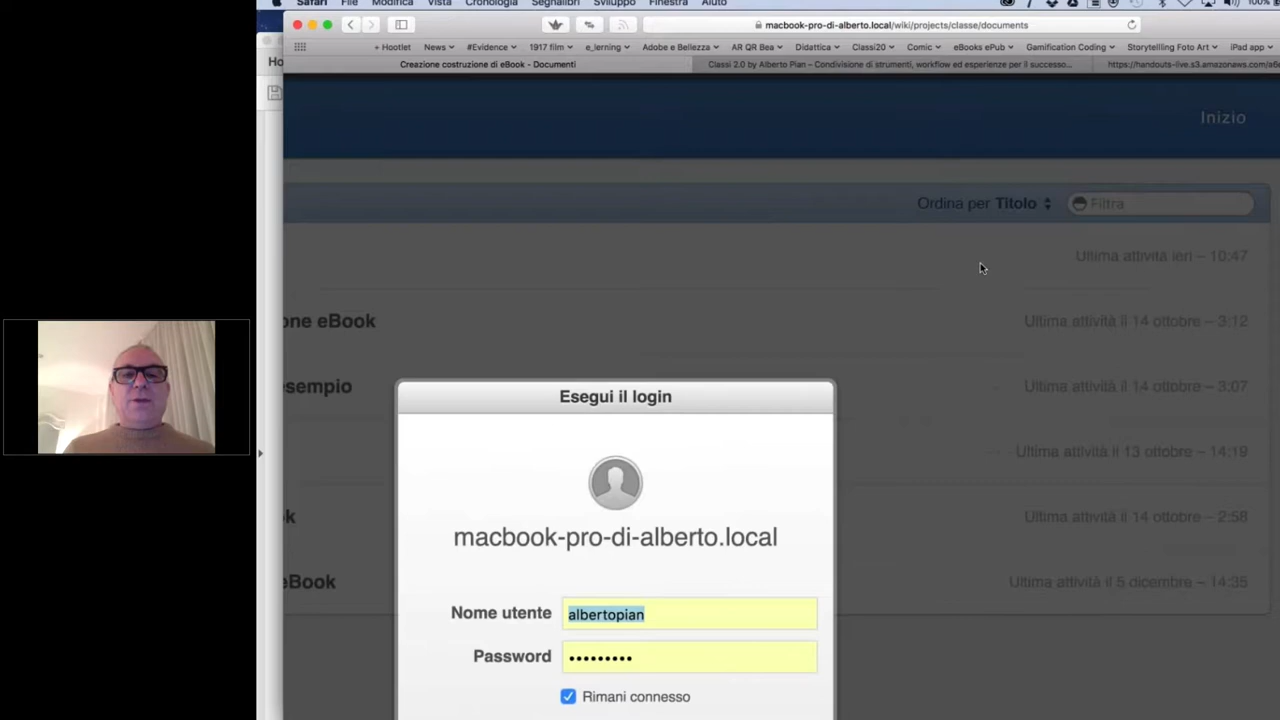 Safari File Modifica Vista Cronologia Segnalibri Sviluppo Finestra Aiuto 100%
macbook-pro-di-alberto.local/wiki/projects/classe/documents
+ Hootlet News #Evidence 1917 film e_lerning Adobe e Bellezza AR QR Bea Didattica Classi20 Comic eBooks ePub Gamification Coding Storytelling Foto Art iPad app
Ho
Creazione costruzione di eBook - Documenti Classi 2.0 by Alberto Pian – Condivisione di strumenti, workflow ed esperienze per il successo... https://handouts-live.s3.amazonaws.com/a6
Inizio
Ordina per Titolo Filtra
Ultima attività ieri – 10:47
one eBook Ultima attività il 14 ottobre – 3:12
esempio Ultima attività il 14 ottobre – 3:07
Ultima attività il 13 ottobre – 14:19
k Ultima attività il 14 ottobre – 2:58
eBook Ultima attività il 5 dicembre – 14:35
Esegui il login
macbook-pro-di-alberto.local
Nome utente albertopian
Password •••••••••
Rimani connesso